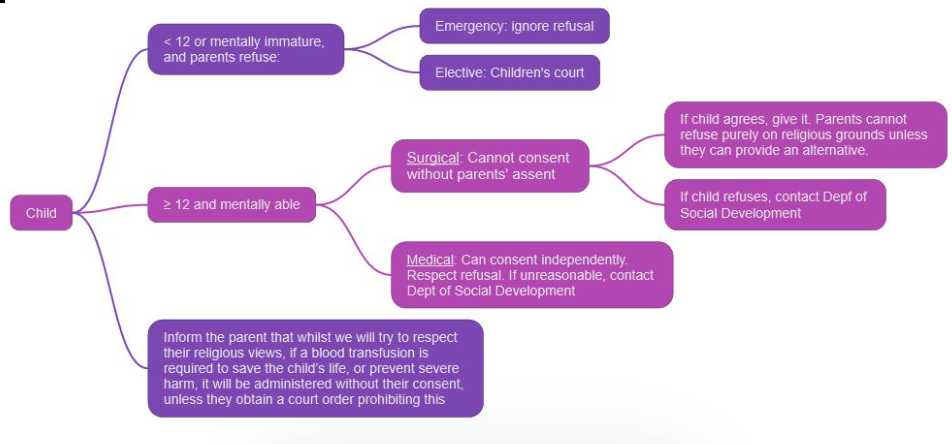 Child
< 12 or mentally immature,
and parents refuse:
Emergency: ignore refusal
Elective: Children's court
≥ 12 and mentally able
Surgical: Cannot consent
without parents' assent
If child agrees, give it. Parents cannot
refuse purely on religious grounds unless
they can provide an alternative.
If child refuses, contact Depf of
Social Development
Medical: Can consent independently.
Respect refusal. If unreasonable, contact
Dept of Social Development
Inform the parent that whilst we will try to respect
their religious views, if a blood transfusion is
required to save the child's life, or prevent severe
harm, it will be administered without their consent,
unless they obtain a court order prohibiting this